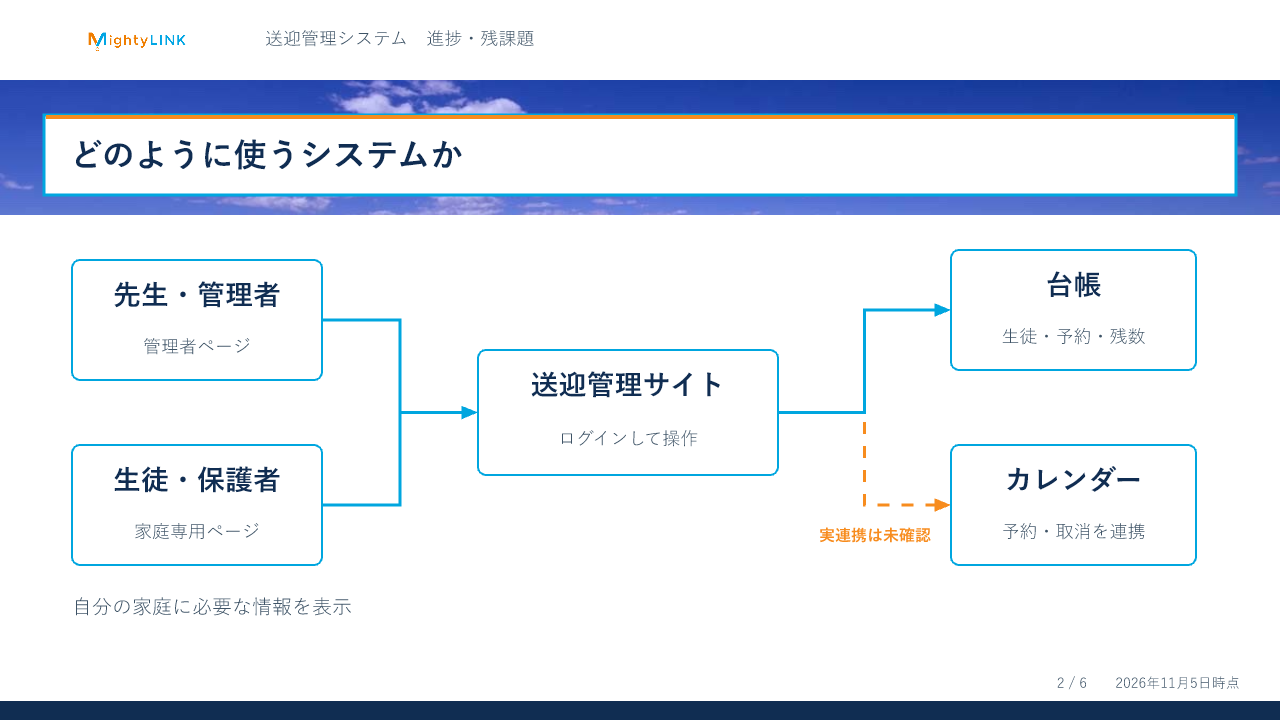 MightyLINK
送迎管理システム　進捗・残課題
どのように使うシステムか
先生・管理者
管理者ページ
生徒・保護者
家庭専用ページ
自分の家庭に必要な情報を表示
送迎管理サイト
ログインして操作
台帳
生徒・予約・残数
カレンダー
予約・取消を連携
実連携は未確認
2 / 6　2026年11月5日時点